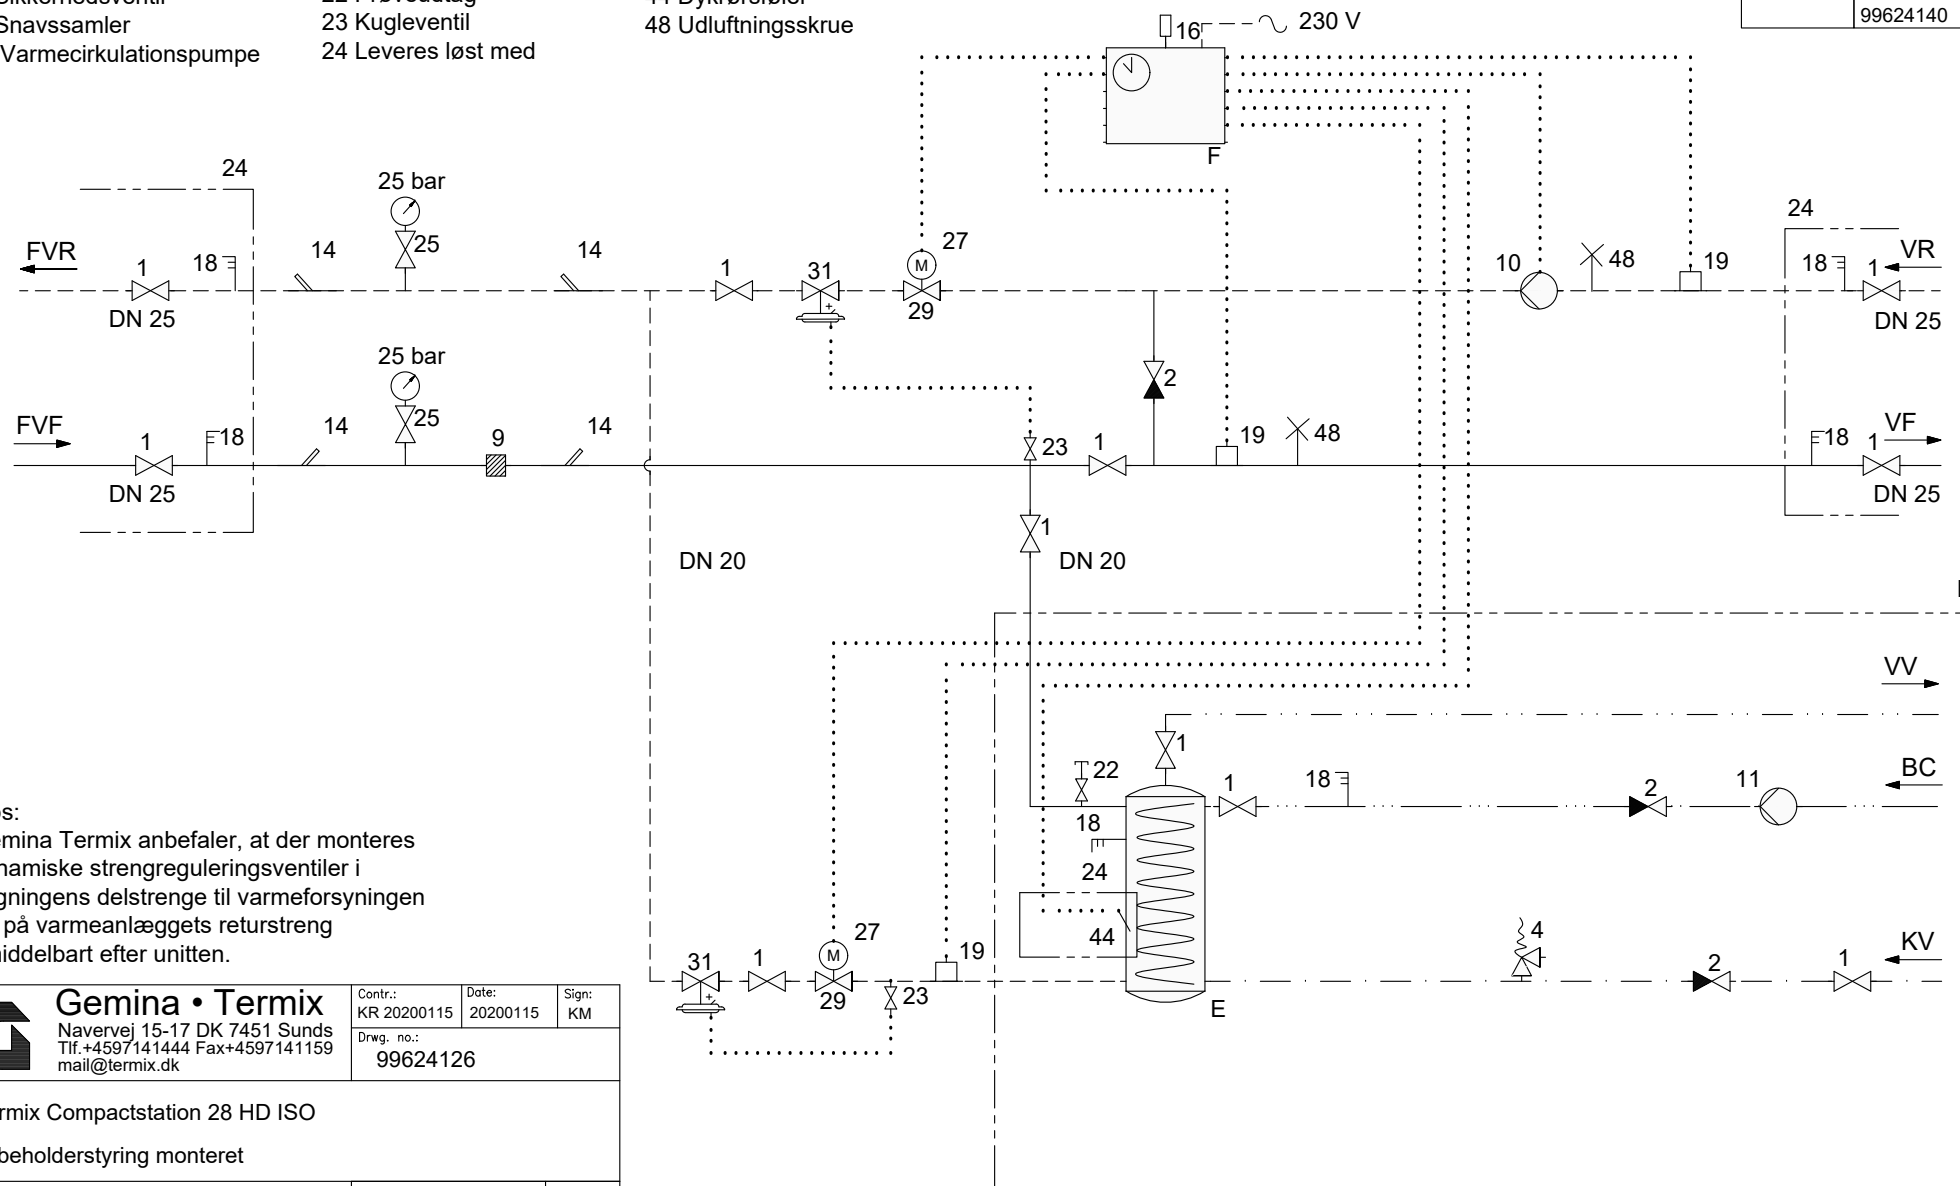 Snavssamler
Varmecirkulationspumpe
23 Kugleventil
24 Leveres løst med
48 Udluftningsskrue
99624140
16
230 V
F
24
25 bar
FVR
1
18
14
25
14
1
31
27
M
29
DN 25
10
48
19
24
18
1
VR
DN 25
2
25 bar
FVF
1
18
14
25
9
14
23
1
19
48
18
1
VF
DN 25
DN 25
1
DN 20
DN 20
VV
1
22
1
18
2
11
BC
18
24
44
E
31
1
27
M
29
23
19
4
2
1
KV
Gemina Termix anbefaler, at der monteres
dynamiske strengreguleringsventiler i
bygningens delstrenge til varmeforsyningen
på varmeanlæggets returstreng
umiddelbart efter unitten.
Gemina • Termix
Navervej 15-17 DK 7451 Sunds
Tlf.+4597141444 Fax+4597141159
mail@termix.dk
Contr.:
KR 20200115
Date:
20200115
Sign:
KM
Drwg. no.:
99624126
Termix Compactstation 28 HD ISO
beholderstyring monteret